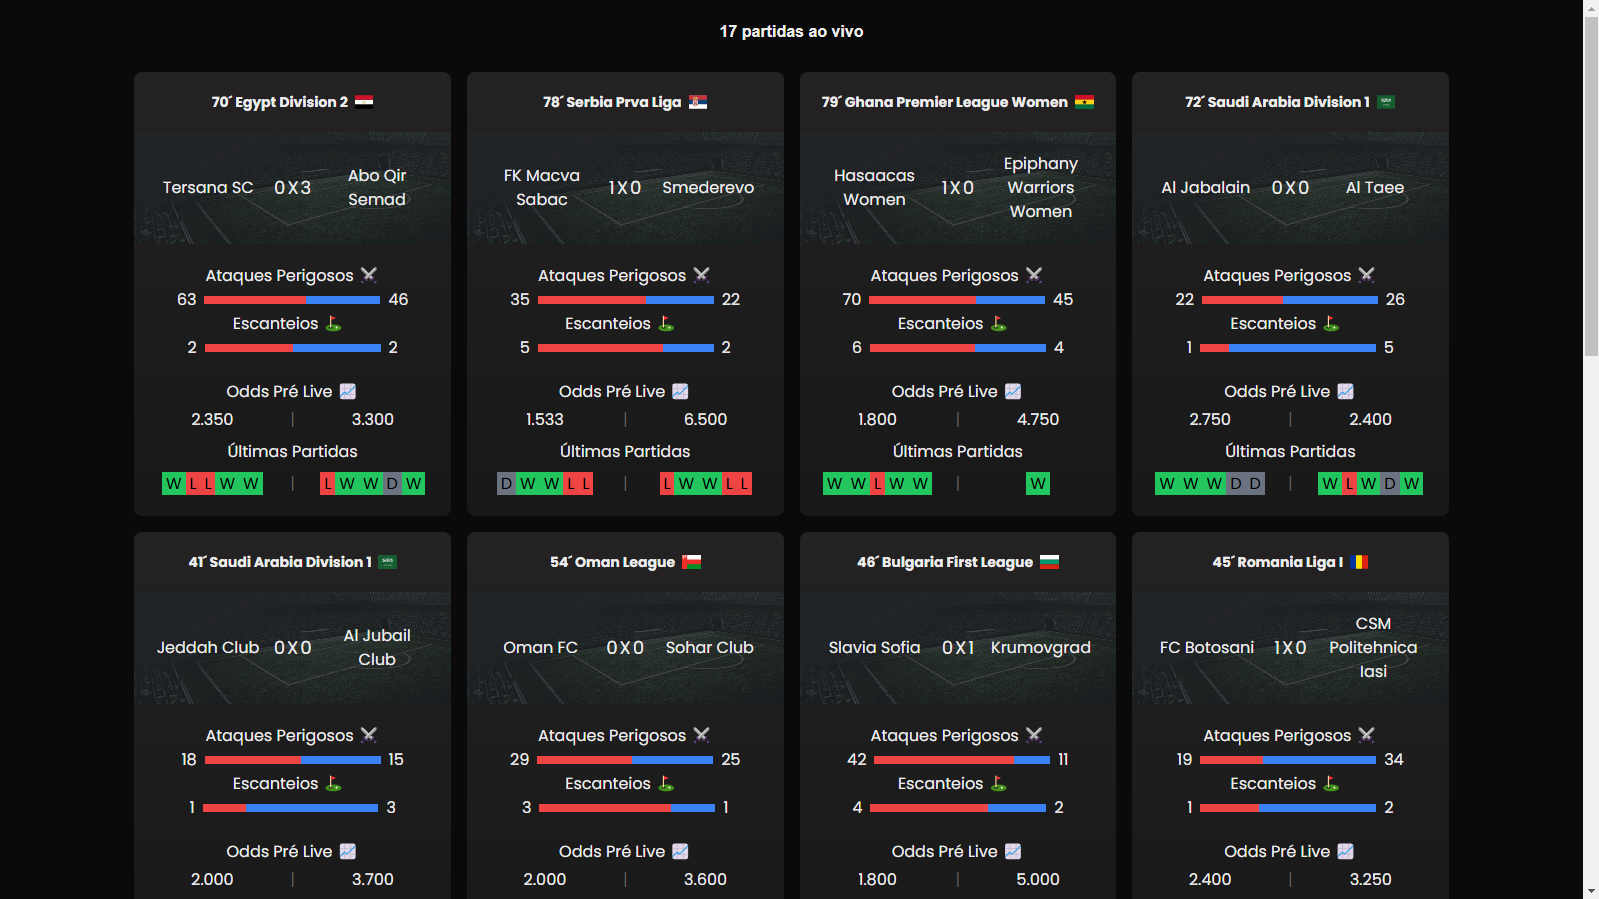 17 partidas ao vivo
70´ Egypt Division 2
Tersana SC 0 X 3 Abo Qir Semad
Ataques Perigosos
63 46
Escanteios
2 2
Odds Pré Live
2.350 | 3.300
Últimas Partidas
W L L W W | L W W D W
78´ Serbia Prva Liga
FK Macva Sabac 1 X 0 Smederevo
Ataques Perigosos
35 22
Escanteios
5 2
Odds Pré Live
1.533 | 6.500
Últimas Partidas
D W W L L | L W W L L
79´ Ghana Premier League Women
Hasaacas Women 1 X 0 Epiphany Warriors Women
Ataques Perigosos
70 45
Escanteios
6 4
Odds Pré Live
1.800 | 4.750
Últimas Partidas
W W L W W | W
72´ Saudi Arabia Division 1
Al Jabalain 0 X 0 Al Taee
Ataques Perigosos
22 26
Escanteios
1 5
Odds Pré Live
2.750 | 2.400
Últimas Partidas
W W W D D | W L W D W
41´ Saudi Arabia Division 1
Jeddah Club 0 X 0 Al Jubail Club
Ataques Perigosos
18 15
Escanteios
1 3
Odds Pré Live
2.000 | 3.700
54´ Oman League
Oman FC 0 X 0 Sohar Club
Ataques Perigosos
29 25
Escanteios
3 1
Odds Pré Live
2.000 | 3.600
46´ Bulgaria First League
Slavia Sofia 0 X 1 Krumovgrad
Ataques Perigosos
42 11
Escanteios
4 2
Odds Pré Live
1.800 | 5.000
45´ Romania Liga I
FC Botosani 1 X 0 CSM Politehnica Iasi
Ataques Perigosos
19 34
Escanteios
1 2
Odds Pré Live
2.400 | 3.250